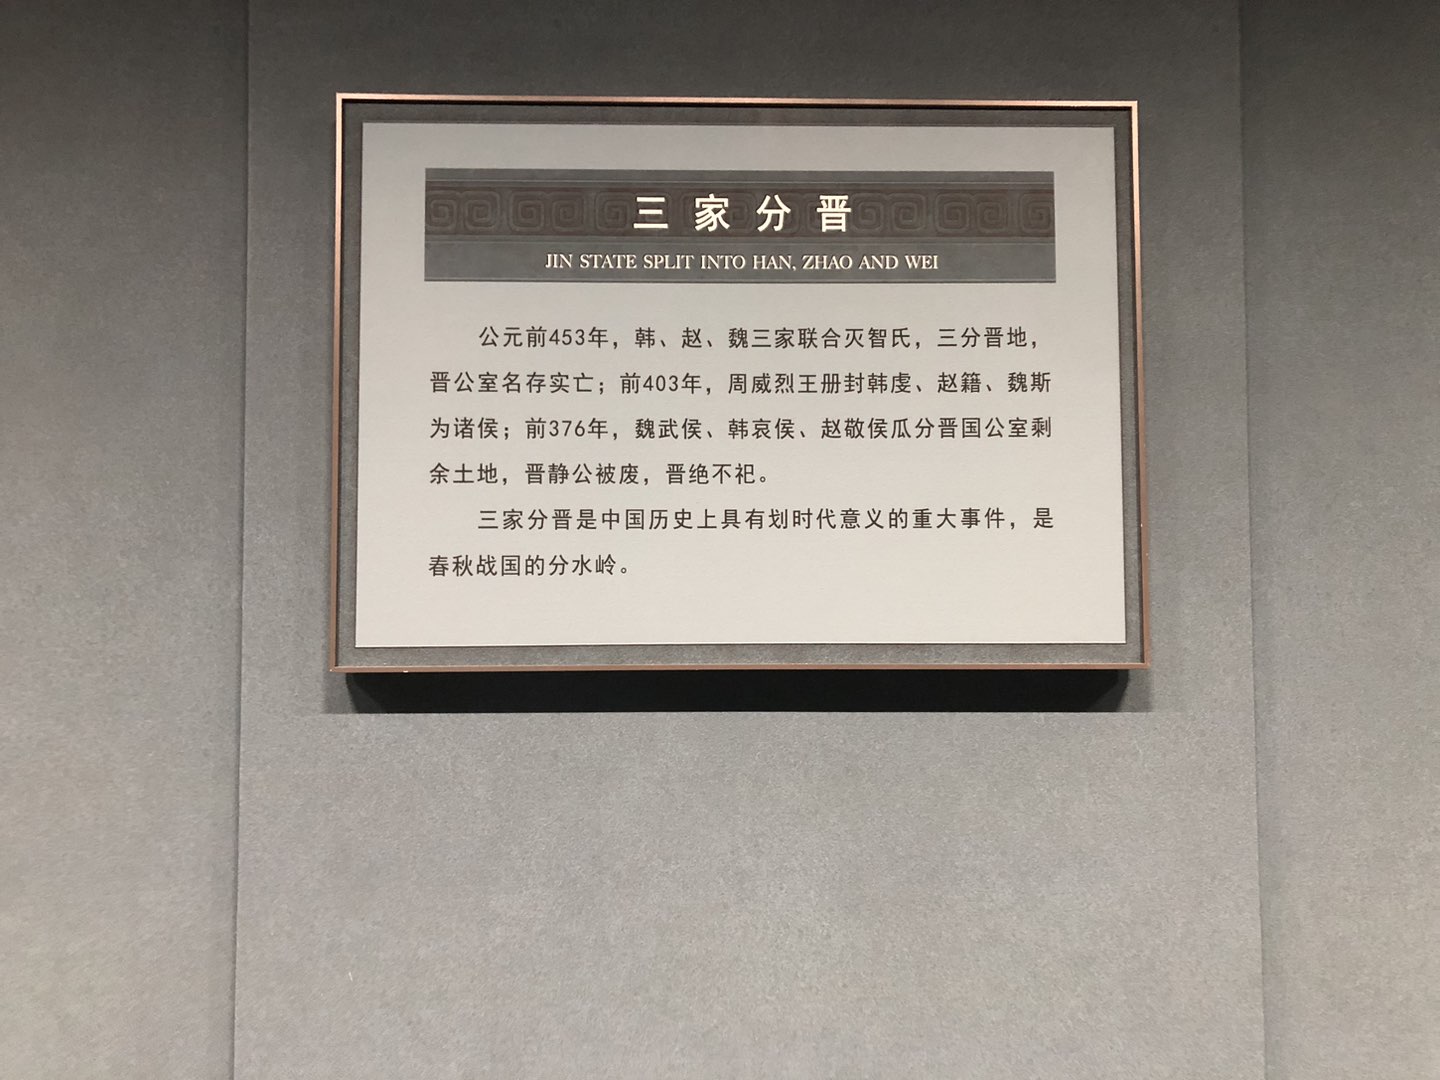 三家分晋
JIN STATE SPLIT INTO HAN, ZHAO AND WEI
公元前453年，韩、赵、魏三家联合灭智氏，三分晋地，
晋公室名存实亡；前403年，周威烈王册封韩虔、赵籍、魏斯
为诸侯；前376年，魏武侯、韩哀侯、赵敬侯瓜分晋国公室剩
余土地，晋静公被废，晋绝不祀。
三家分晋是中国历史上具有划时代意义的重大事件，是
春秋战国的分水岭。